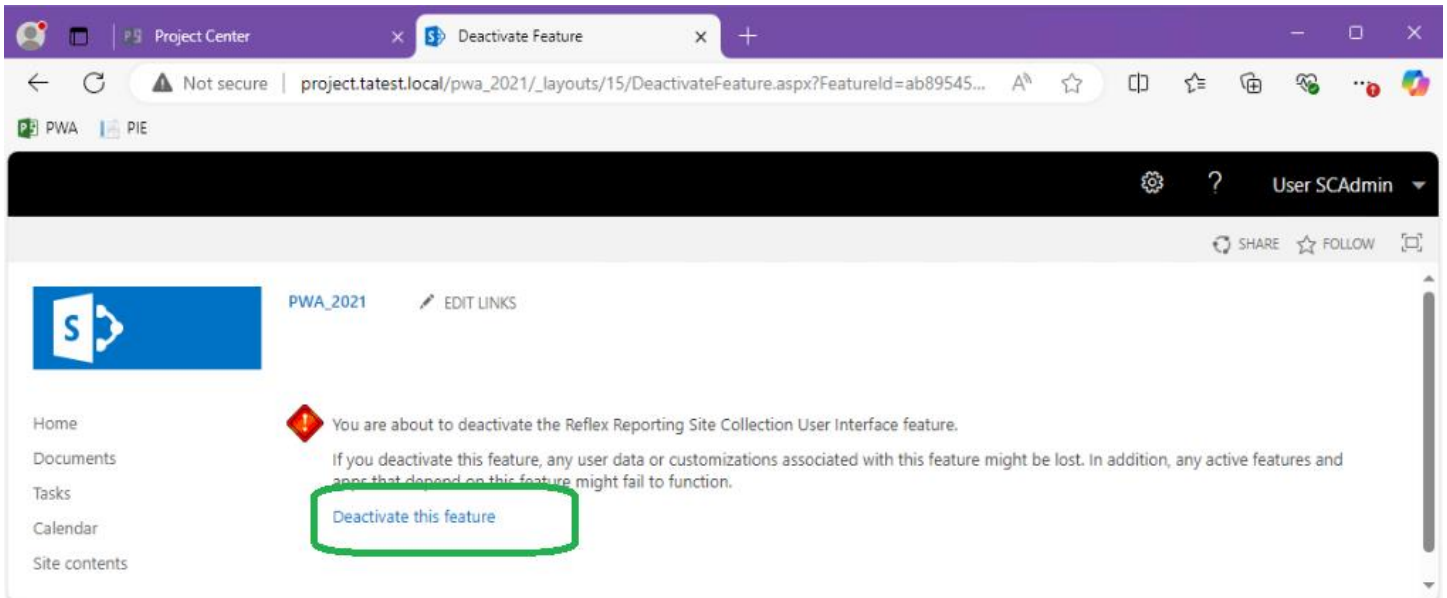 Project Center
Deactivate Feature
Not secure | project.tatest.local/pwa_2021/_layouts/15/DeactivateFeature.aspx?FeatureId=ab89545...
PWA PIE
? User SCAdmin
SHARE FOLLOW
S
PWA_2021 EDIT LINKS
Home
Documents
Tasks
Calendar
Site contents
You are about to deactivate the Reflex Reporting Site Collection User Interface feature.
If you deactivate this feature, any user data or customizations associated with this feature might be lost. In addition, any active features and
apps that depend on this feature might fail to function.
Deactivate this feature